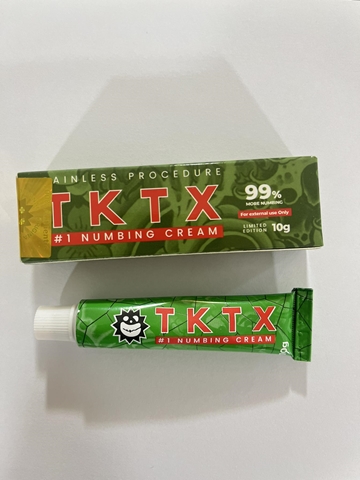 AINLESS PROCEDURE
TKTX
#1 NUMBING CREAM
99%
MORE NUMBING
For external use Only
LIMITED
EDITION 10g
TKTX
#1 NUMBING CREAM
0g